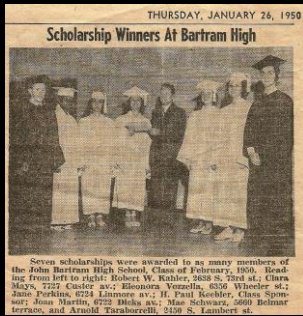 THURSDAY, JANUARY 26, 1950
Scholarship Winners At Bartram High
Seven scholarships were awarded to as many members of
the John Bartram High School, Class of February, 1950. Read-
ing from left to right: Robert W. Kahler, 2638 S. 73rd st.; Clara
Mays, 7727 Custer av.; Eleonora Vozzella, 6356 Wheeler st.;
Jane Perkins, 6724 Linmore av.; H. Paul Keebler, Class Spon-
sor; Joan Martin, 6722 Dicks av.; Mae Schwarz, 5660 Belmar
terrace, and Arnold Taraborrelli, 2450 S. Lambert st.